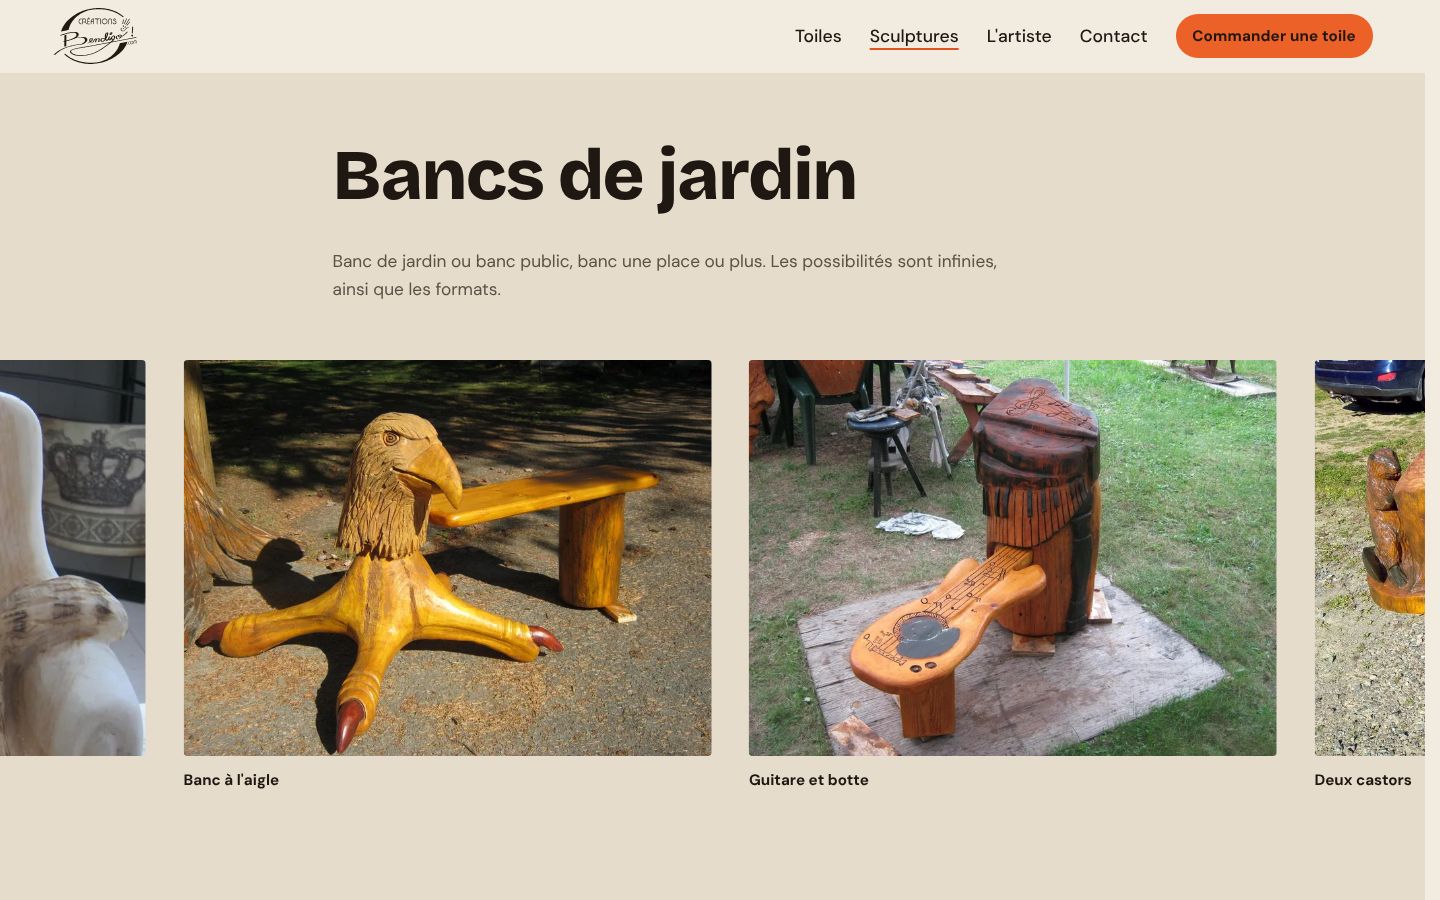 CRÉATIONS
Bendigo!
.com
Toiles
Sculptures
L'artiste
Contact
Commander une toile
Bancs de jardin
Banc de jardin ou banc public, banc une place ou plus. Les possibilités sont infinies,
ainsi que les formats.
Banc à l'aigle
Guitare et botte
Deux castors